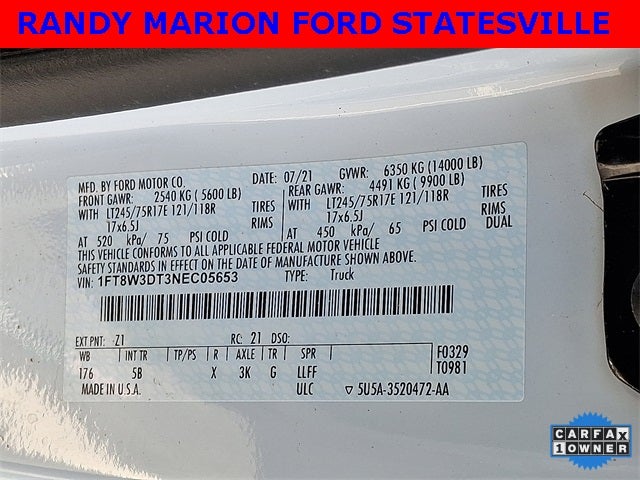 RANDY MARION FORD STATESVILLE
MFD. BY FORD MOTOR CO. DATE: 07/21 GVWR: 6350 KG (14000 LB)
FRONT GAWR: 2540 KG ( 5600 LB) REAR GAWR: 4491 KG ( 9900 LB)
WITH LT245/75R17E 121/118R TIRES WITH LT245/75R17E 121/118R TIRES
17x6.5J RIMS 17x6.5J RIMS
AT 520 kPa/ 75 PSI COLD AT 450 kPa/ 65 PSI COLD DUAL
THIS VEHICLE CONFORMS TO ALL APPLICABLE FEDERAL MOTOR VEHICLE
SAFETY STANDARDS IN EFFECT ON THE DATE OF MANUFACTURE SHOWN ABOVE.
VIN: 1FT8W3DT3NEC05653 TYPE: Truck
EXT PNT: Z1 RC: 21 DSO: F0329
WB INT TR TP/PS R AXLE TR SPR T0981
176 5B X 3K G LLFF
MADE IN U.S.A. ULC ▽ 5U5A-3520472-AA
CARFAX
1 OWNER